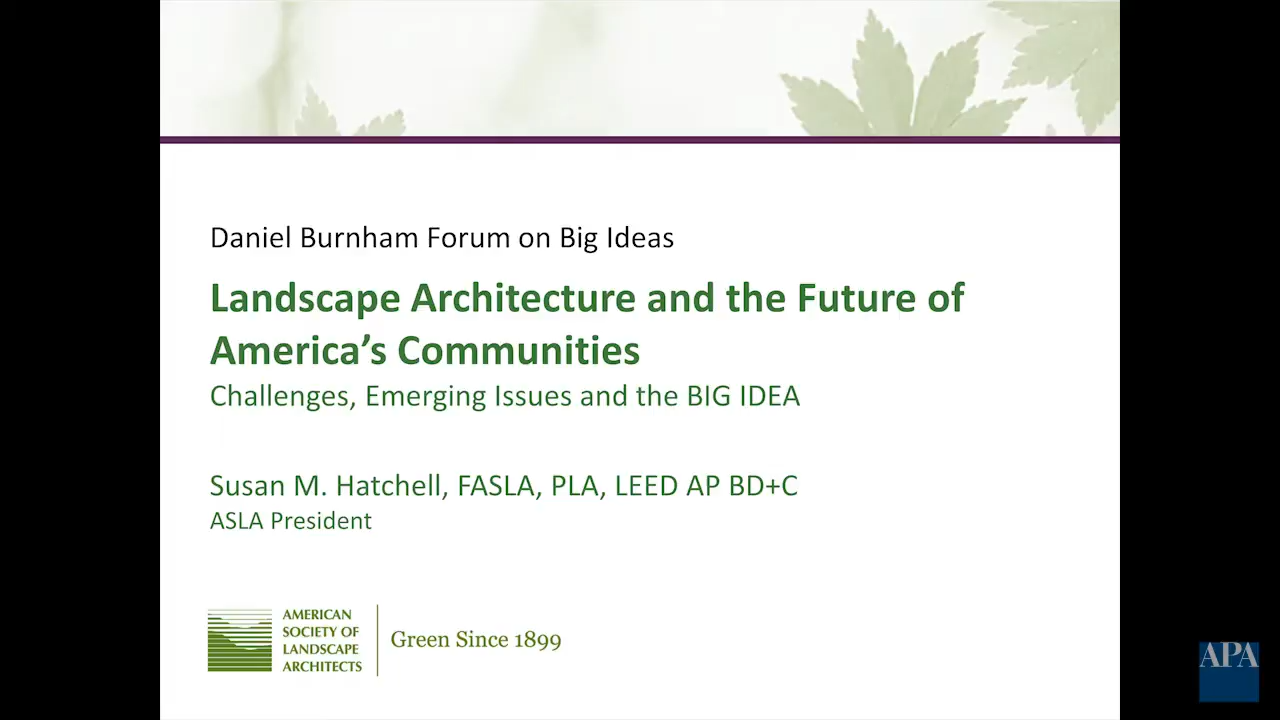 Daniel Burnham Forum on Big Ideas
Landscape Architecture and the Future of
America’s Communities
Challenges, Emerging Issues and the BIG IDEA
Susan M. Hatchell, FASLA, PLA, LEED AP BD+C
ASLA President
AMERICAN
SOCIETY OF
LANDSCAPE
ARCHITECTS
Green Since 1899
APA